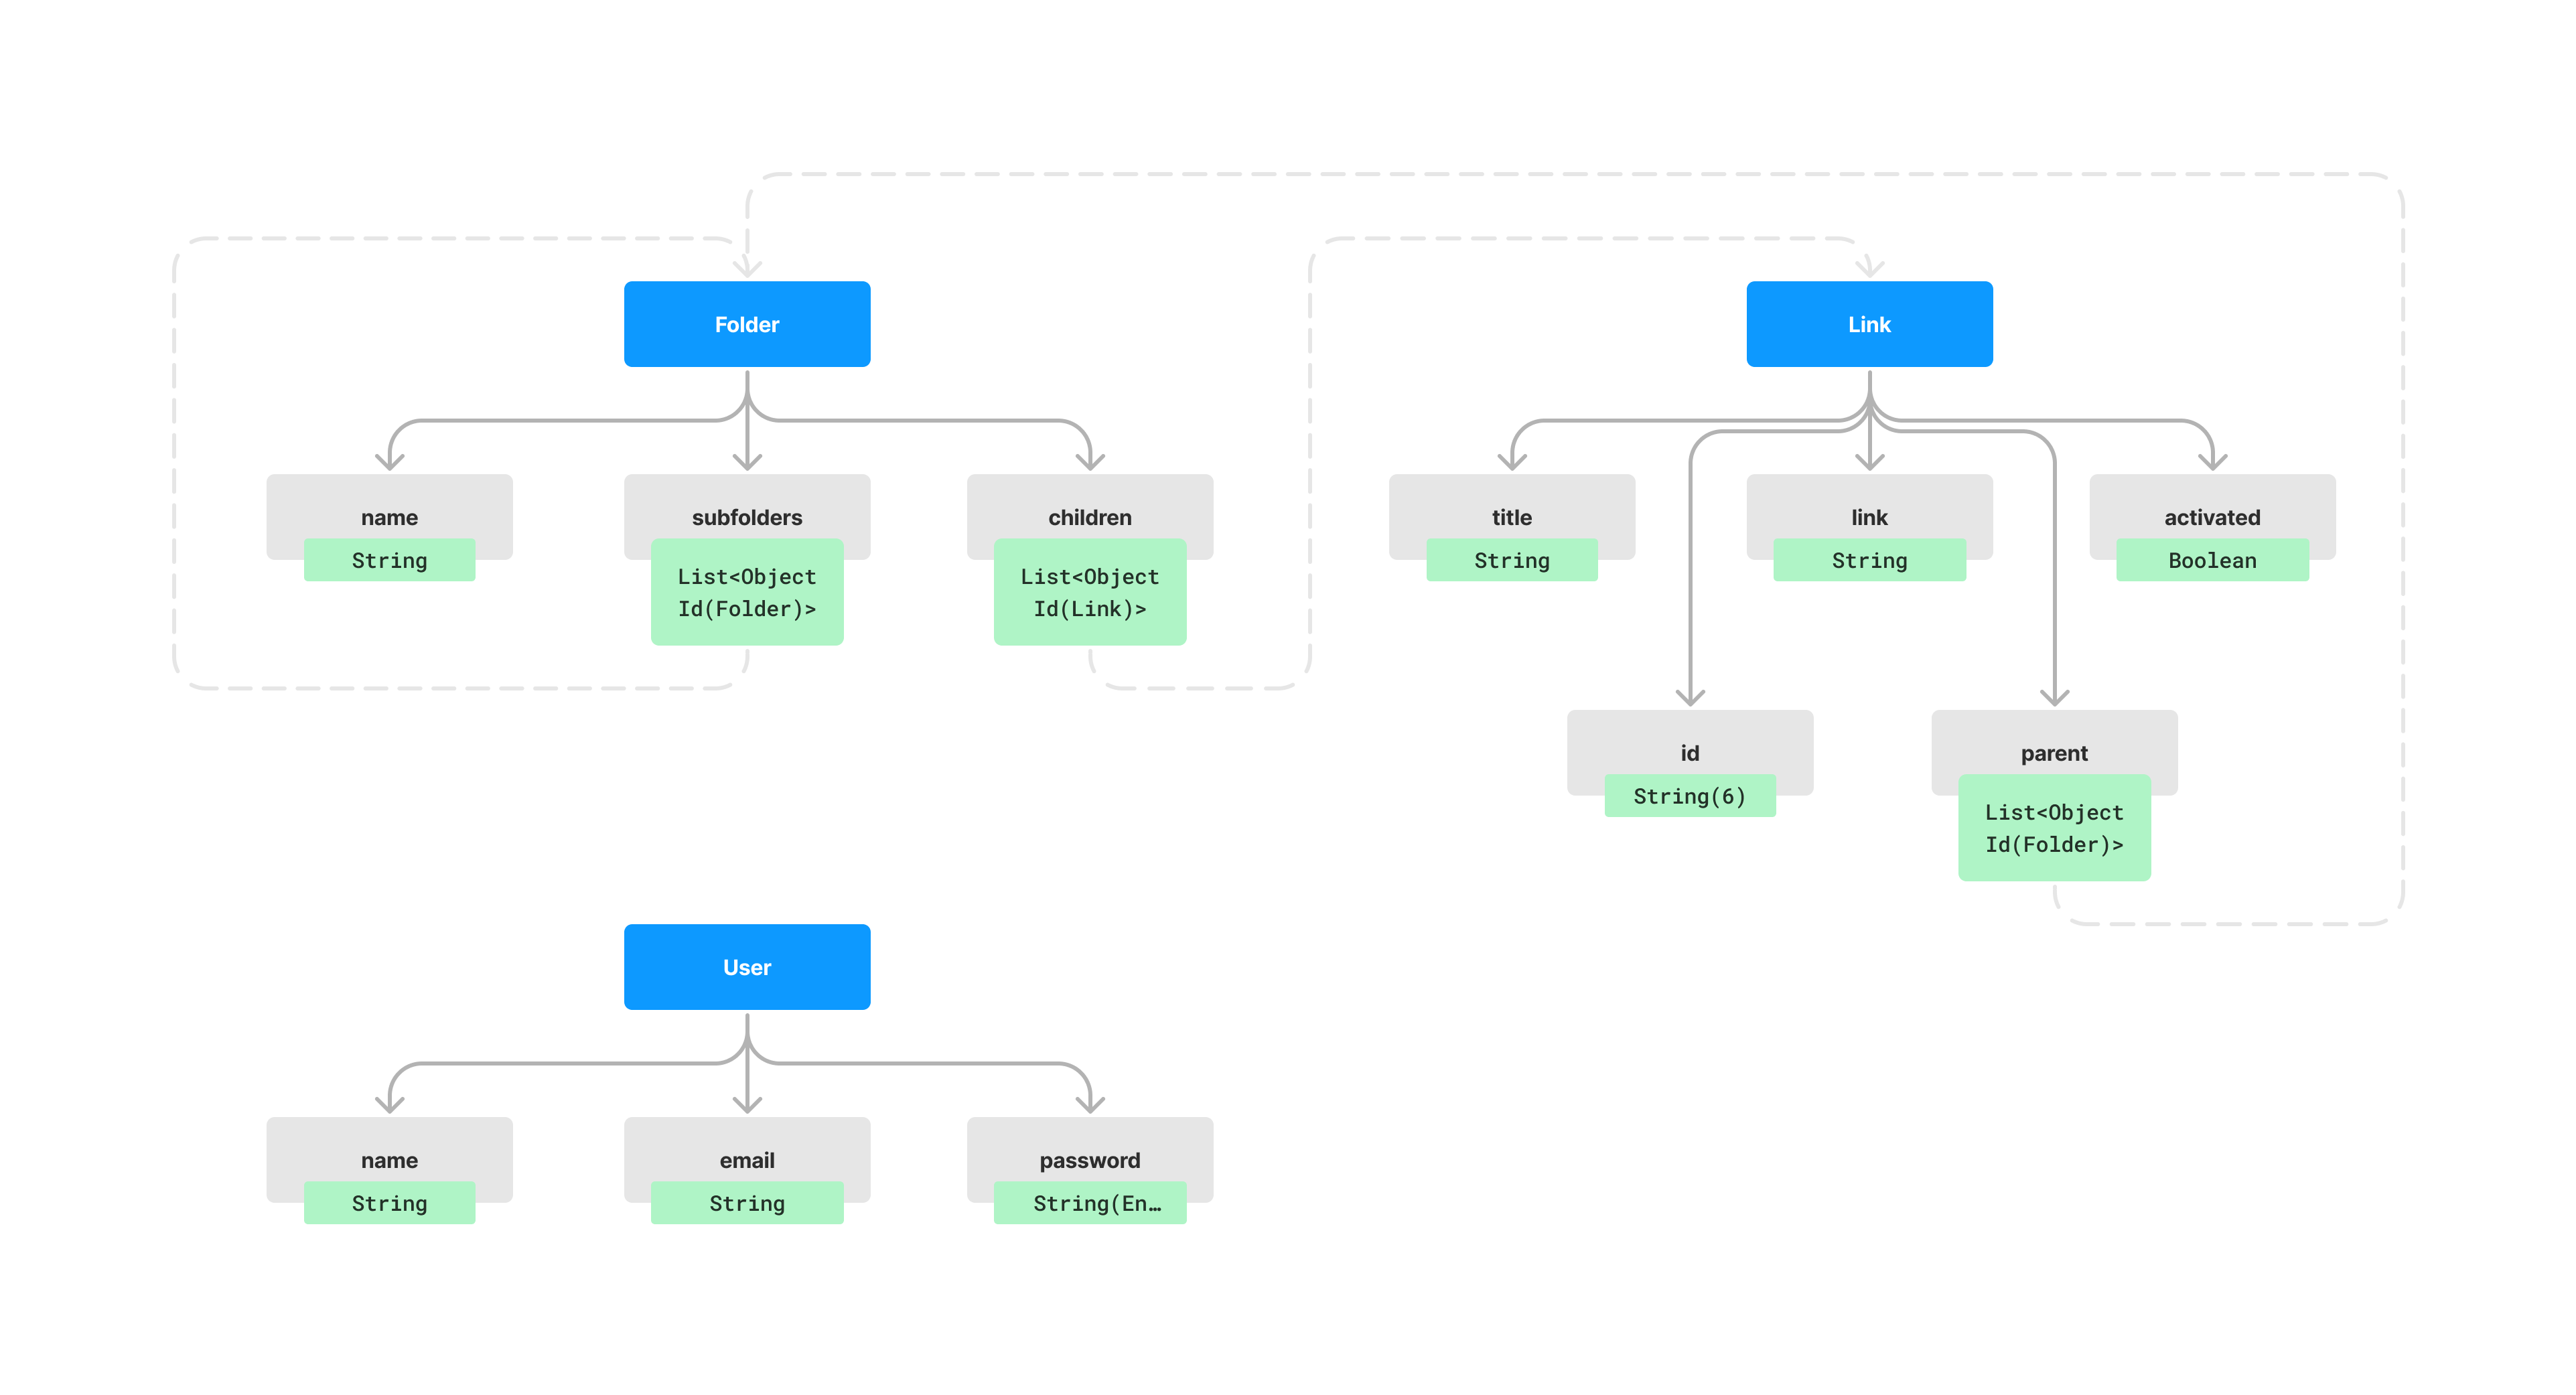 Folder
Link
name
String
subfolders
List<Object
Id(Folder)>
children
List<Object
Id(Link)>
title
String
link
String
activated
Boolean
id
String(6)
parent
List<Object
Id(Folder)>
User
name
String
email
String
password
String(En…